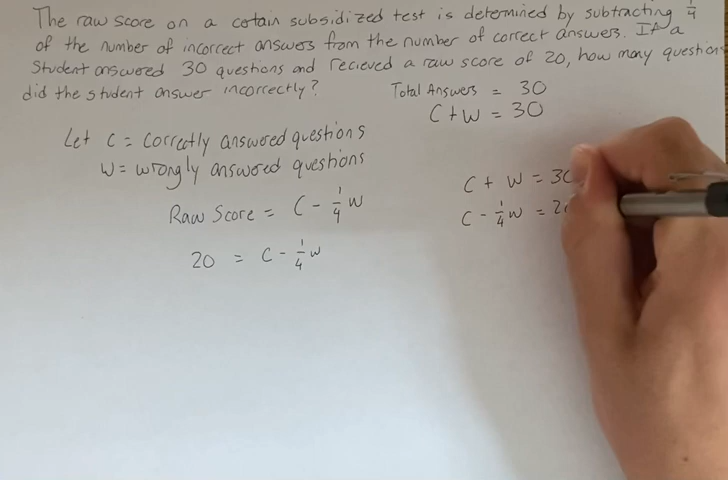 The raw score on a certain subsidized test is determined by subtracting 1/4
of the number of incorrect answers from the number of correct answers. If a
Student answered 30 questions and recieved a raw score of 20, how many questions
did the student answer incorrectly?
Total Answers = 30
C + W = 30
Let C = Correctly answered questions
W = wrongly answered questions
Raw Score = C - 1/4 W
20 = C - 1/4 W
C + W = 30
C - 1/4 W = 2